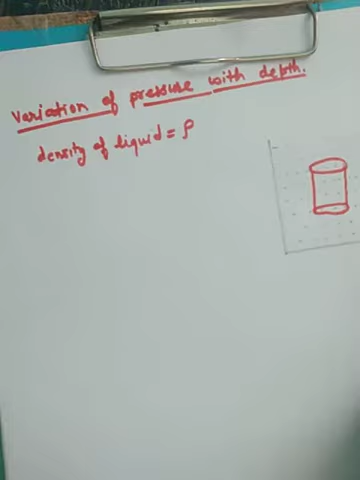 Variation of pressure with depth.
density of liquid = ρ